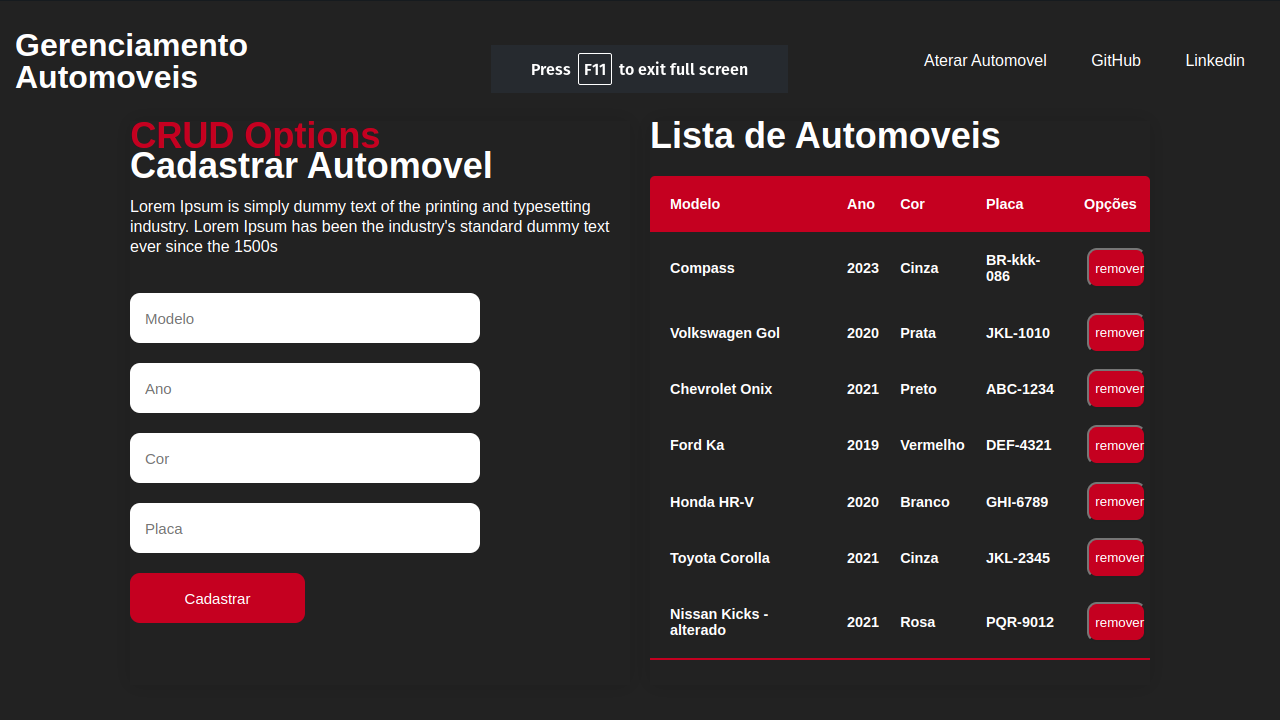 Gerenciamento
Automoveis
Press F11 to exit full screen
Aterar Automovel GitHub Linkedin
CRUD Options
Cadastrar Automovel
Lorem Ipsum is simply dummy text of the printing and typesetting
industry. Lorem Ipsum has been the industry's standard dummy text
ever since the 1500s
Modelo
Ano
Cor
Placa
Cadastrar
Lista de Automoveis
Modelo Ano Cor Placa Opções
Compass 2023 Cinza BR-kkk-
086 remover
Volkswagen Gol 2020 Prata JKL-1010 remover
Chevrolet Onix 2021 Preto ABC-1234 remover
Ford Ka 2019 Vermelho DEF-4321 remover
Honda HR-V 2020 Branco GHI-6789 remover
Toyota Corolla 2021 Cinza JKL-2345 remover
Nissan Kicks -
alterado 2021 Rosa PQR-9012 remover